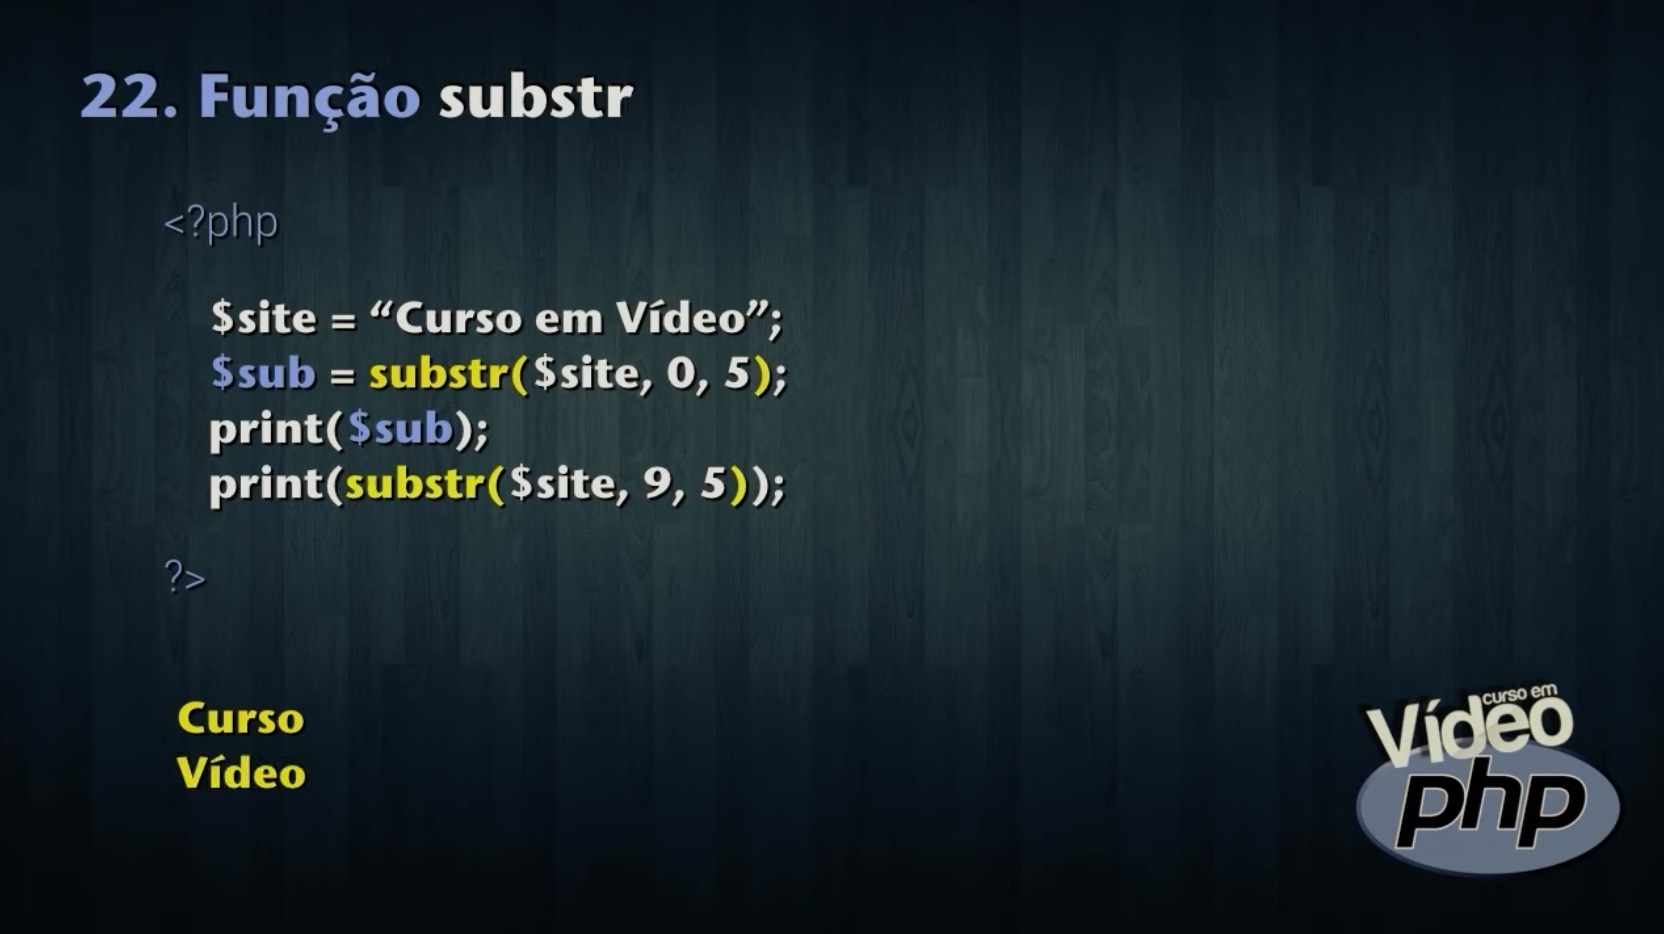 22. Função substr
<?php
$site = “Curso em Vídeo”;
$sub = substr($site, 0, 5);
print($sub);
print(substr($site, 9, 5));
?>
Curso
Vídeo
curso em
Vídeo
php